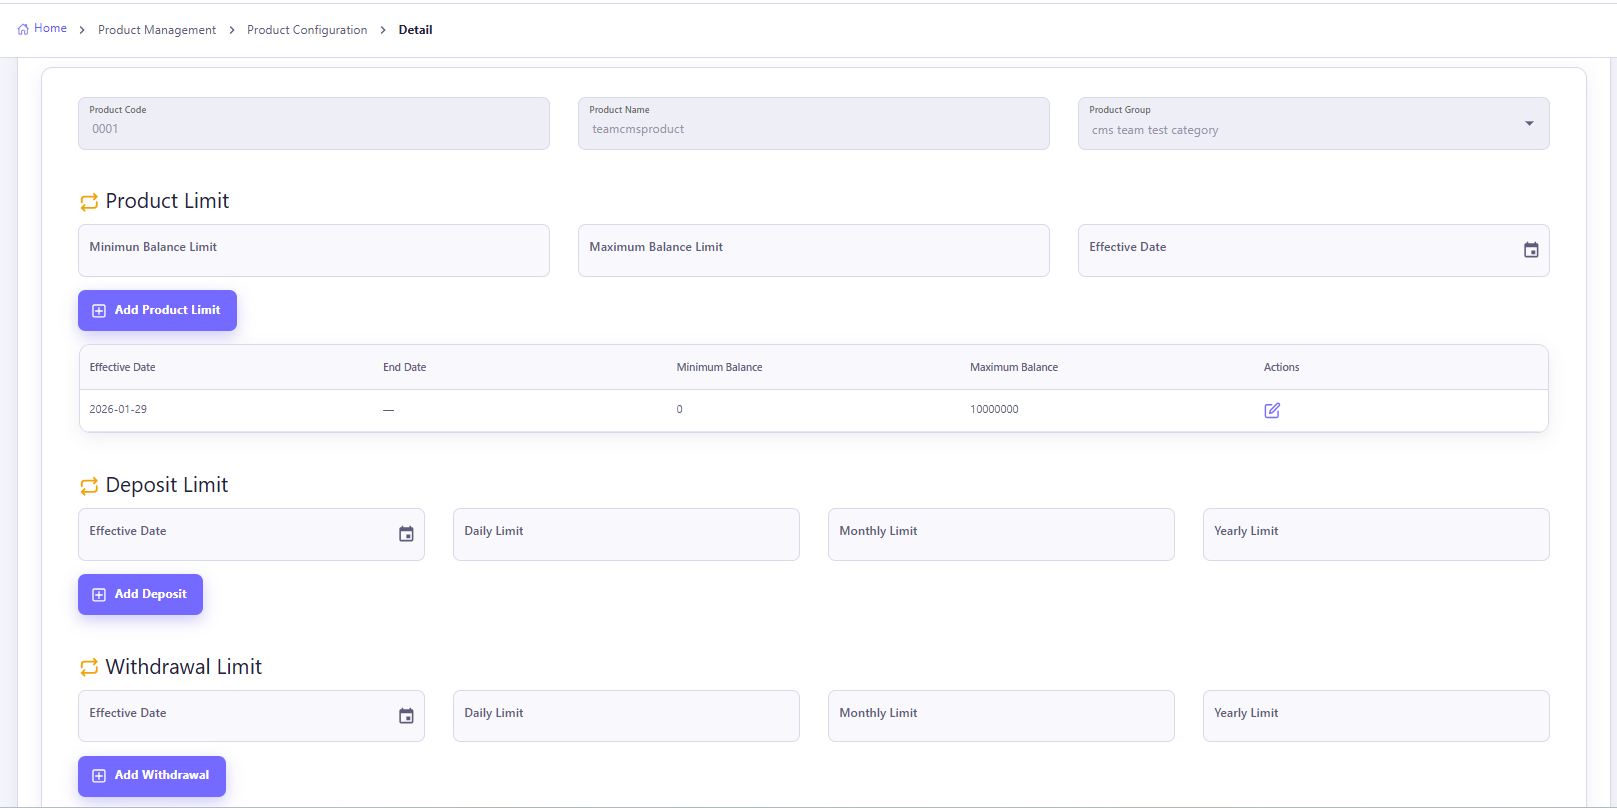 Home > Product Management > Product Configuration > Detail
Product Code
0001
Product Name
teamcmsproduct
Product Group
cms team test category
Product Limit
Minimun Balance Limit
Maximum Balance Limit
Effective Date
Add Product Limit
Effective Date End Date Minimum Balance Maximum Balance Actions
2026-01-29 — 0 10000000
Deposit Limit
Effective Date
Daily Limit
Monthly Limit
Yearly Limit
Add Deposit
Withdrawal Limit
Effective Date
Daily Limit
Monthly Limit
Yearly Limit
Add Withdrawal